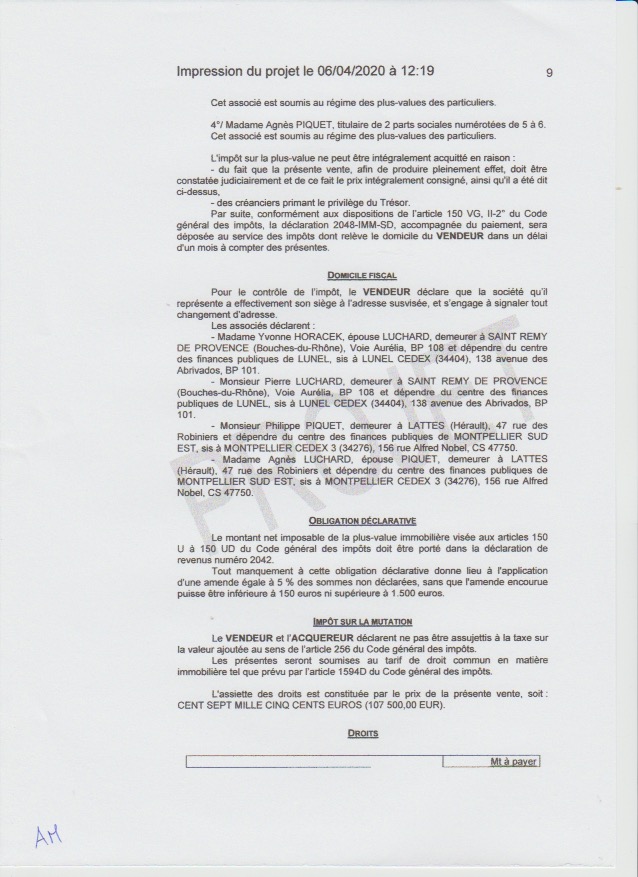 Impression du projet le 06/04/2020 à 12:19
9
Cet associé est soumis au régime des plus-values des particuliers.
4°/ Madame Agnès PIQUET, titulaire de 2 parts sociales numérotées de 5 à 6.
Cet associé est soumis au régime des plus-values des particuliers.
L'impôt sur la plus-value ne peut être intégralement acquitté en raison :
- du fait que la présente vente, afin de produire pleinement effet, doit être
constatée judiciairement et de ce fait le prix intégralement consigné, ainsi qu'il a été dit
ci-dessus,
- des créanciers primant le privilège du Trésor.
Par suite, conformément aux dispositions de l'article 150 VG, II-2° du Code
général des impôts, la déclaration 2048-IMM-SD, accompagnée du paiement, sera
déposée au service des impôts dont relève le domicile du VENDEUR dans un délai
d'un mois à compter des présentes.
DOMICILE FISCAL
Pour le contrôle de l'impôt, le VENDEUR déclare que la société qu'il
représente a effectivement son siège à l'adresse susvisée, et s'engage à signaler tout
changement d'adresse.
Les associés déclarent :
- Madame Yvonne HORACEK, épouse LUCHARD, demeurer à SAINT REMY
DE PROVENCE (Bouches-du-Rhône), Voie Aurélia, BP 108 et dépendre du centre
des finances publiques de LUNEL, sis à LUNEL CEDEX (34404), 138 avenue des
Abrivados, BP 101.
- Monsieur Pierre LUCHARD, demeurer à SAINT REMY DE PROVENCE
(Bouches-du-Rhône), Voie Aurélia, BP 108 et dépendre du centre des finances
publiques de LUNEL, sis à LUNEL CEDEX (34404), 138 avenue des Abrivados, BP
101.
- Monsieur Philippe PIQUET, demeurer à LATTES (Hérault), 47 rue des
Robiniers et dépendre du centre des finances publiques de MONTPELLIER SUD
EST, sis à MONTPELLIER CEDEX 3 (34276), 156 rue Alfred Nobel, CS 47750.
- Madame Agnès LUCHARD, épouse PIQUET, demeurer à LATTES
(Hérault), 47 rue des Robiniers et dépendre du centre des finances publiques de
MONTPELLIER SUD EST, sis à MONTPELLIER CEDEX 3 (34276), 156 rue Alfred
Nobel, CS 47750.
PROJET
OBLIGATION DÉCLARATIVE
Le montant net imposable de la plus-value immobilière visée aux articles 150
U à 150 UD du Code général des impôts doit être porté dans la déclaration de
revenus numéro 2042.
Tout manquement à cette obligation déclarative donne lieu à l'application
d'une amende égale à 5 % des sommes non déclarées, sans que l'amende encourue
puisse être inférieure à 150 euros ni supérieure à 1.500 euros.
IMPÔT SUR LA MUTATION
Le VENDEUR et l'ACQUEREUR déclarent ne pas être assujettis à la taxe sur
la valeur ajoutée au sens de l'article 256 du Code général des impôts.
Les présentes seront soumises au tarif de droit commun en matière
immobilière tel que prévu par l'article 1594D du Code général des impôts.
L'assiette des droits est constituée par le prix de la présente vente, soit :
CENT SEPT MILLE CINQ CENTS EUROS (107 500,00 EUR).
DROITS
Mt à payer
AM